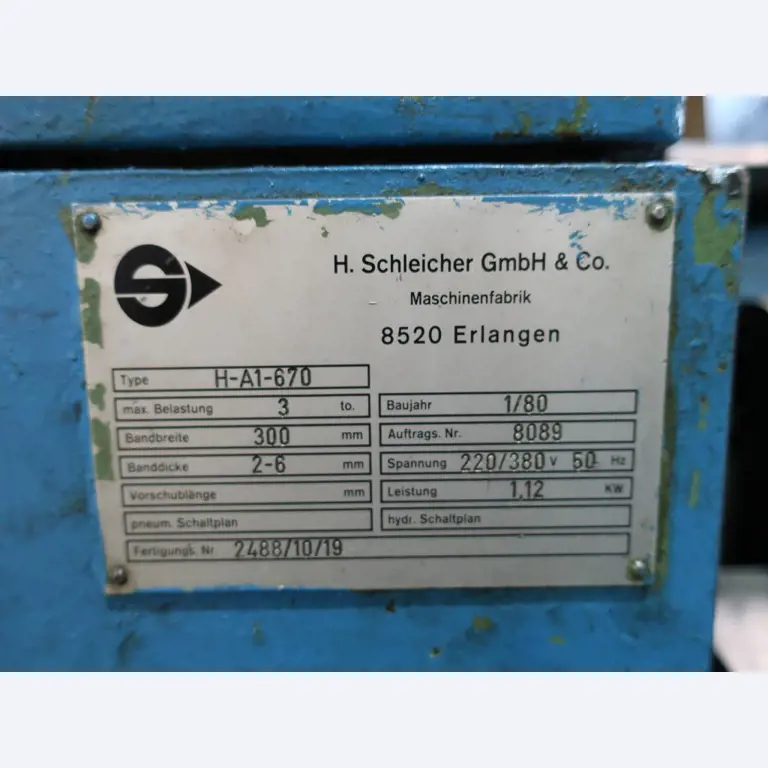 S
H. Schleicher GmbH & Co.
Maschinenfabrik
8520 Erlangen
Type H-A1-670
max. Belastung 3 to.
Baujahr 1/80
Bandbreite 300 mm
Auftrags. Nr. 8089
Banddicke 2-6 mm
Spannung 220/380 V 50 Hz
Vorschublänge mm
Leistung 1,12 KW
pneum. Schaltplan
hydr. Schaltplan
Fertigungs. Nr 2488/10/19